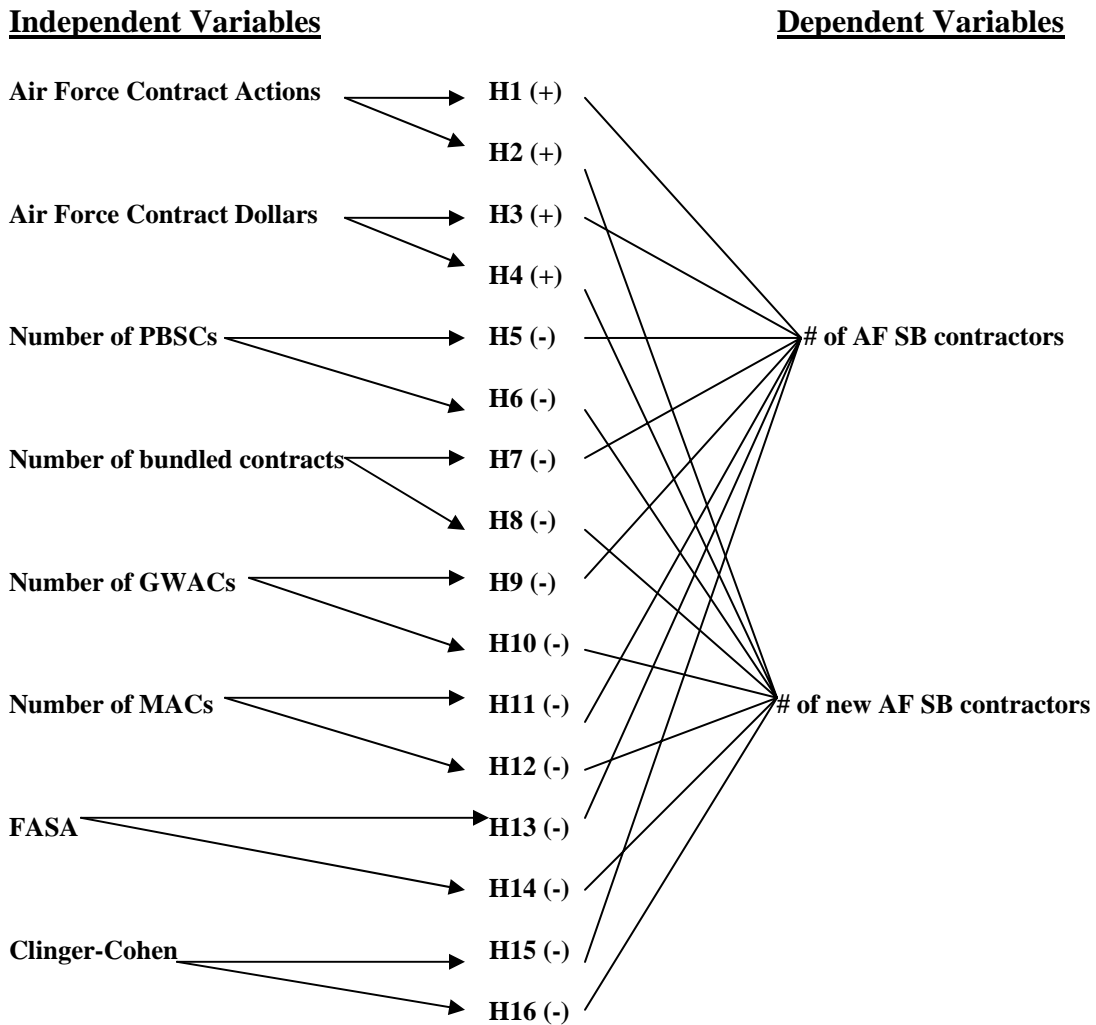 Independent Variables Dependent Variables
Air Force Contract Actions H1 (+)
H2 (+)
Air Force Contract Dollars H3 (+)
H4 (+)
Number of PBSCs H5 (-) # of AF SB contractors
H6 (-)
Number of bundled contracts H7 (-)
H8 (-)
Number of GWACs H9 (-)
H10 (-)
Number of MACs H11 (-) # of new AF SB contractors
H12 (-)
FASA H13 (-)
H14 (-)
Clinger-Cohen H15 (-)
H16 (-)